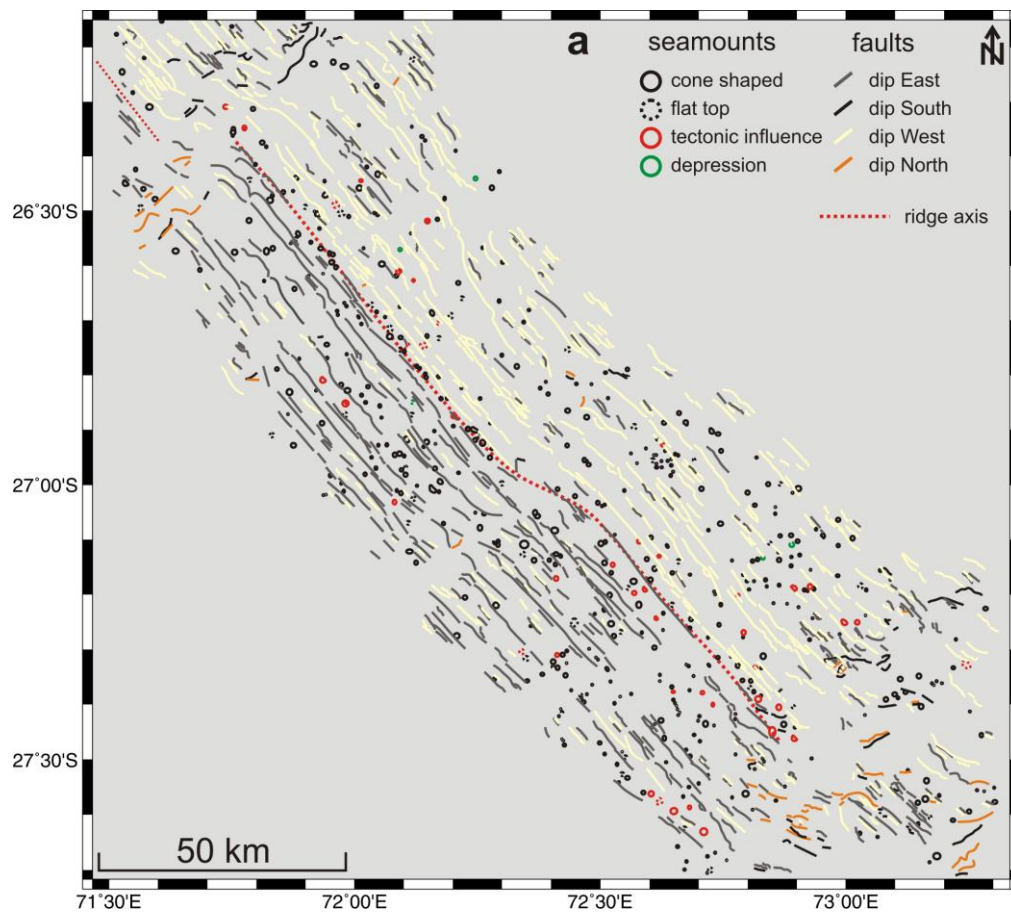 a
seamounts
cone shaped
flat top
tectonic influence
depression
faults
dip East
dip South
dip West
dip North
ridge axis
N
26°30'S
27°00'S
27°30'S
50 km
71°30'E
72°00'E
72°30'E
73°00'E